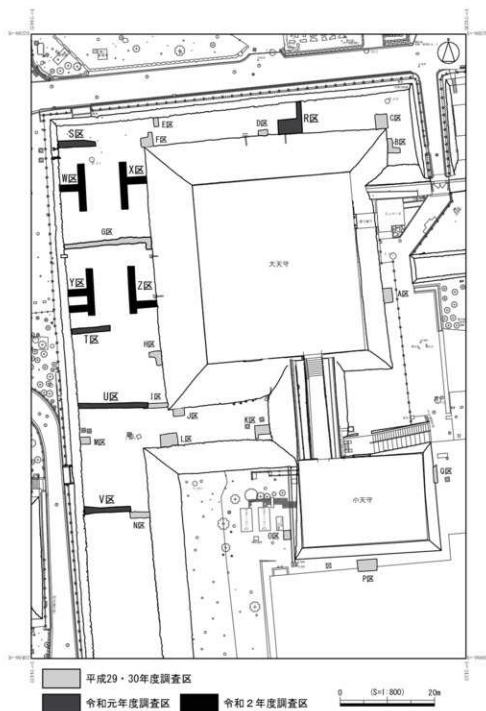 E区
D区
R区
C区
S区
F区
B区
W区
X区
G区
大天守
Y区
Z区
A区
T区
H区
U区
I区
J区
K区
M区
L区
Q区
小天守
V区
N区
O区
P区
平成29・30年度調査区
令和元年度調査区
令和2年度調査区
0
(S=1:800)
20m